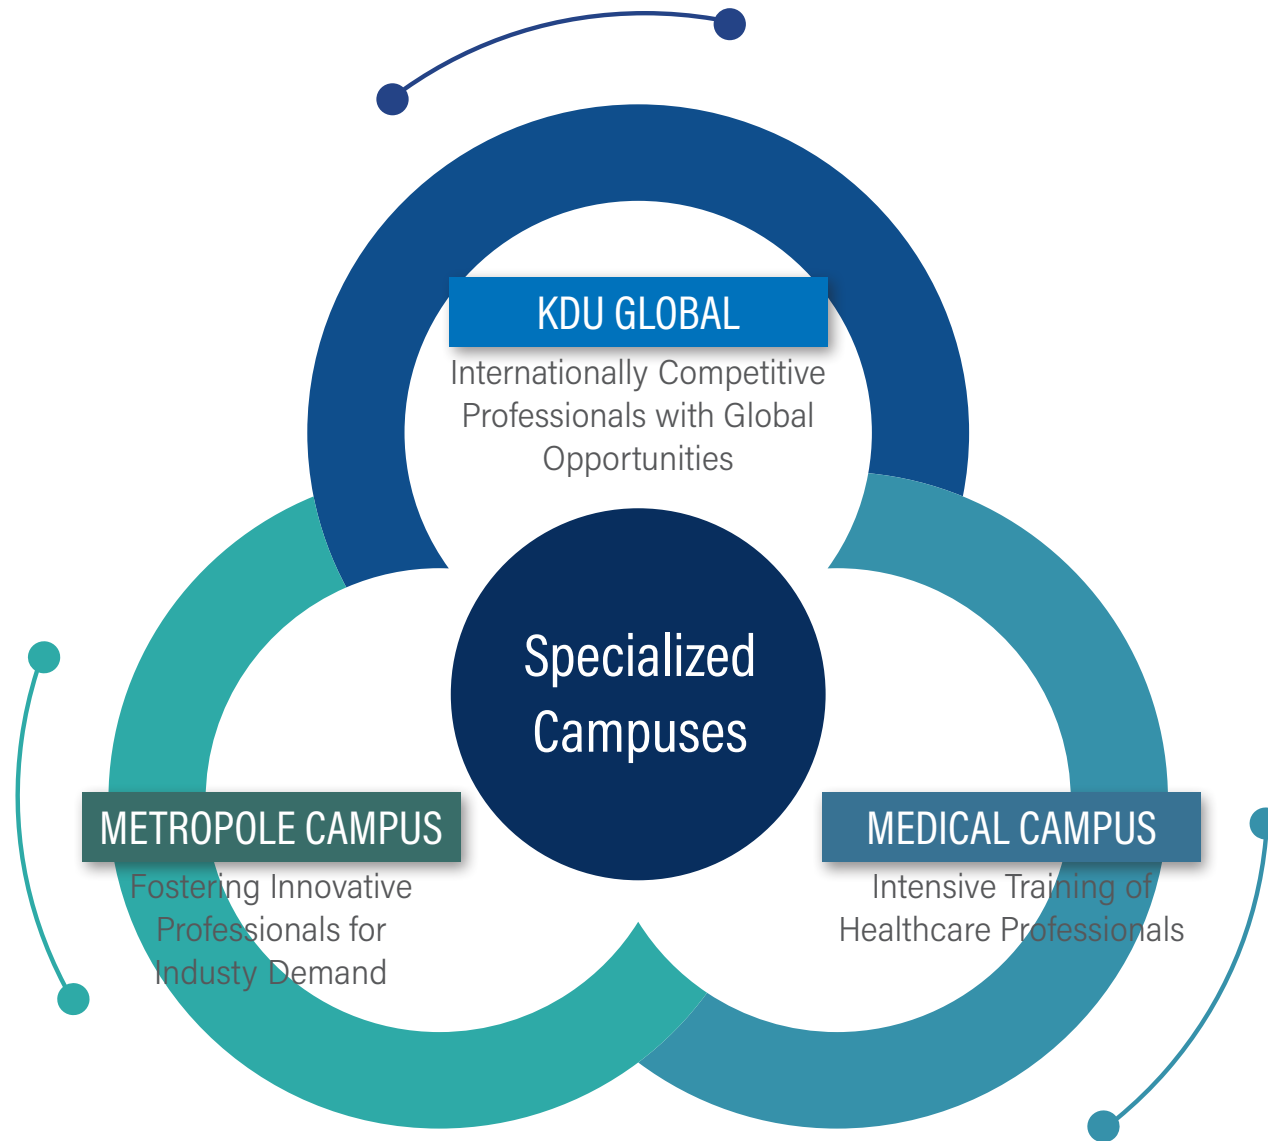 KDU GLOBAL
Internationally Competitive
Professionals with Global
Opportunities
Specialized
Campuses
METROPOLE CAMPUS
Fostering Innovative
Professionals for
Industy Demand
MEDICAL CAMPUS
Intensive Training of
Healthcare Professionals